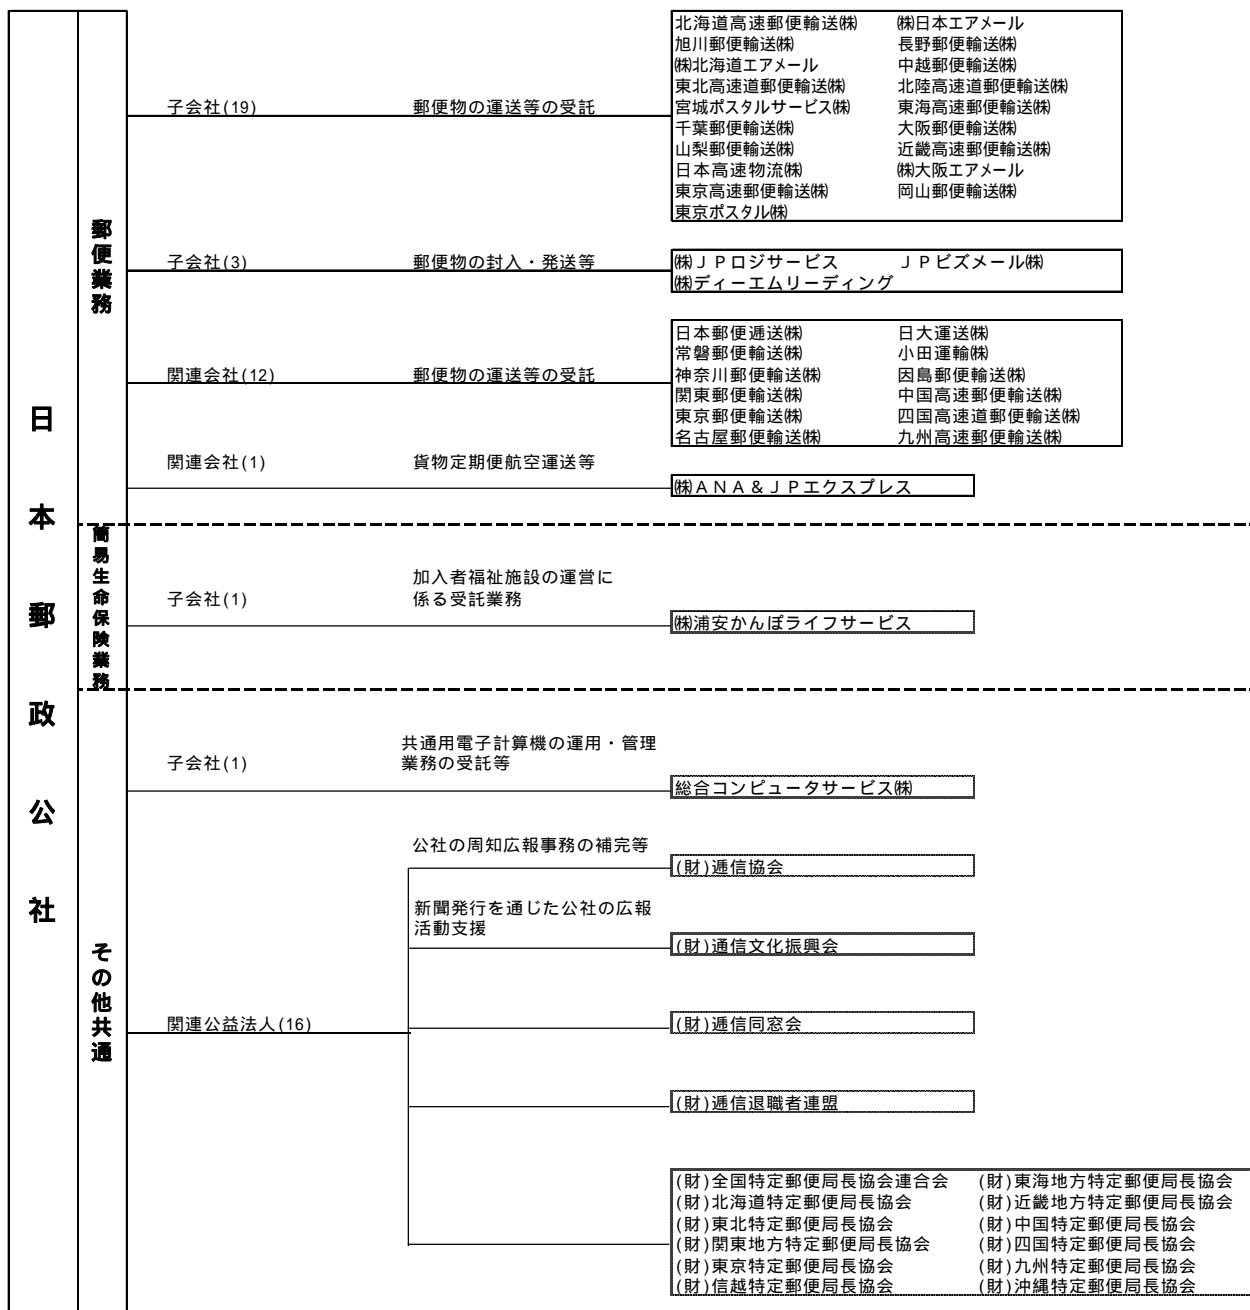 日本郵政公社
郵便業務
子会社(19)
郵便物の運送等の受託
北海道高速郵便輸送㈱ ㈱日本エアメール
旭川郵便輸送㈱ 長野郵便輸送㈱
㈱北海道エアメール 中越郵便輸送㈱
東北高速道郵便輸送㈱ 北陸高速道郵便輸送㈱
宮城ポスタルサービス㈱ 東海高速郵便輸送㈱
千葉郵便輸送㈱ 大阪郵便輸送㈱
山梨郵便輸送㈱ 近畿高速郵便輸送㈱
日本高速物流㈱ ㈱大阪エアメール
東京高速郵便輸送㈱ 岡山郵便輸送㈱
東京ポスタル㈱
子会社(3)
郵便物の封入・発送等
㈱ＪＰロジサービス ＪＰビズメール㈱
㈱ディーエムリーディング
関連会社(12)
郵便物の運送等の受託
日本郵便逓送㈱ 日大運送㈱
常磐郵便輸送㈱ 小田運輸㈱
神奈川郵便輸送㈱ 因島郵便輸送㈱
関東郵便輸送㈱ 中国高速郵便輸送㈱
東京郵便輸送㈱ 四国高速道郵便輸送㈱
名古屋郵便輸送㈱ 九州高速郵便輸送㈱
関連会社(1)
貨物定期便航空運送等
㈱ＡＮＡ＆ＪＰエクスプレス
簡易生命保険業務
子会社(1)
加入者福祉施設の運営に
係る受託業務
㈱浦安かんぽライフサービス
その他共通
子会社(1)
共通用電子計算機の運用・管理
業務の受託等
総合コンピュータサービス㈱
関連公益法人(16)
公社の周知広報事務の補完等
(財)逓信協会
新聞発行を通じた公社の広報
活動支援
(財)通信文化振興会
(財)逓信同窓会
(財)逓信退職者連盟
(財)全国特定郵便局長協会連合会 (財)東海地方特定郵便局長協会
(財)北海道特定郵便局長協会 (財)近畿地方特定郵便局長協会
(財)東北特定郵便局長協会 (財)中国特定郵便局長協会
(財)関東地方特定郵便局長協会 (財)四国特定郵便局長協会
(財)東京特定郵便局長協会 (財)九州特定郵便局長協会
(財)信越特定郵便局長協会 (財)沖縄特定郵便局長協会